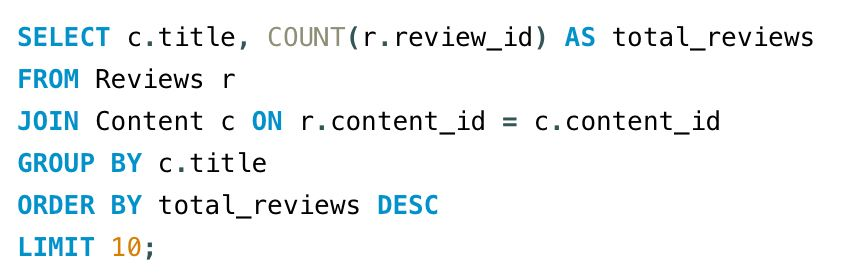 SELECT c.title, COUNT(r.review_id) AS total_reviews
FROM Reviews r
JOIN Content c ON r.content_id = c.content_id
GROUP BY c.title
ORDER BY total_reviews DESC
LIMIT 10;